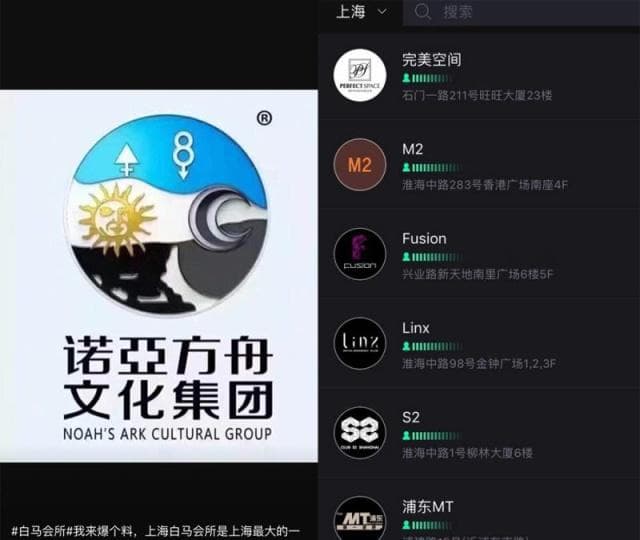 ®
诺亞方舟
文化集团
NOAH'S ARK CULTURAL GROUP
#白马会所#我来爆个料，上海白马会所是上海最大的一
上海
搜索
PERFECT SPACE
完美空间
石门一路211号旺旺大厦23楼
M2
M2
淮海中路283号香港广场南座4F
FUSION
Fusion
兴业路新天地南里广场6楼5F
Linx
Linx
淮海中路98号金钟广场1,2,3F
S2
S2
淮海中路1号柳林大厦6楼
MT浦东
浦东MT